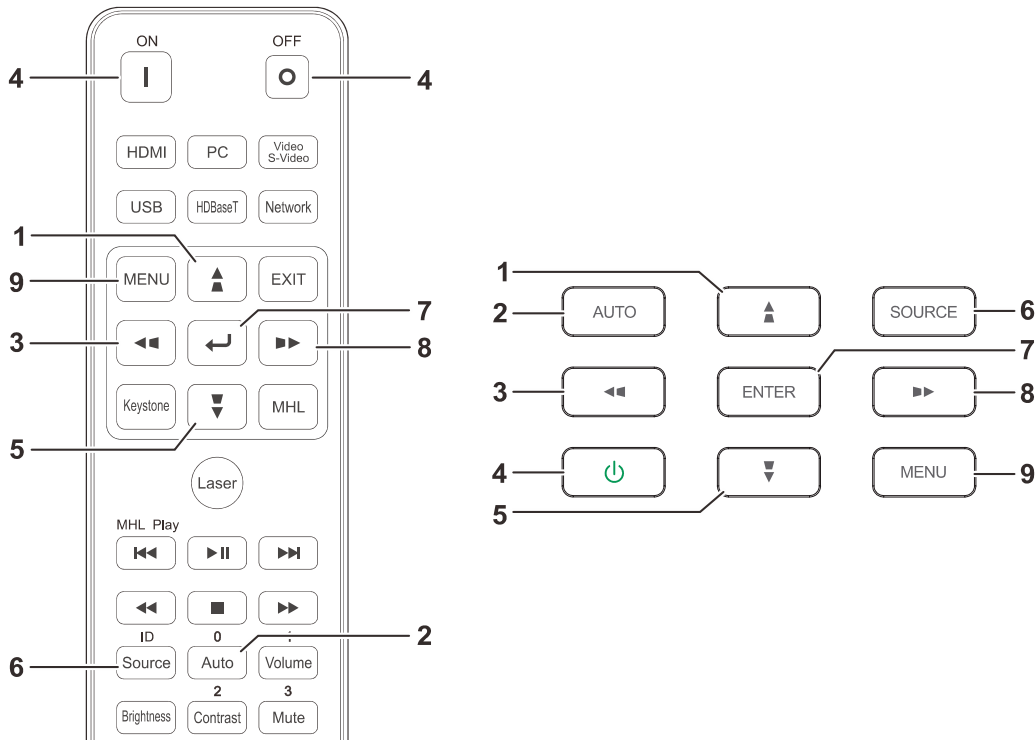 ON OFF
4 4
HDMI PC Video
S-Video
USB HDBaseT Network
1
9 MENU EXIT
7
3 8
Keystone MHL
5
Laser
MHL Play
ID 0 :
2
6 Source Auto Volume
2 3
Brightness Contrast Mute
1
2 AUTO SOURCE 6
7
3 ENTER 8
4
MENU 9
5